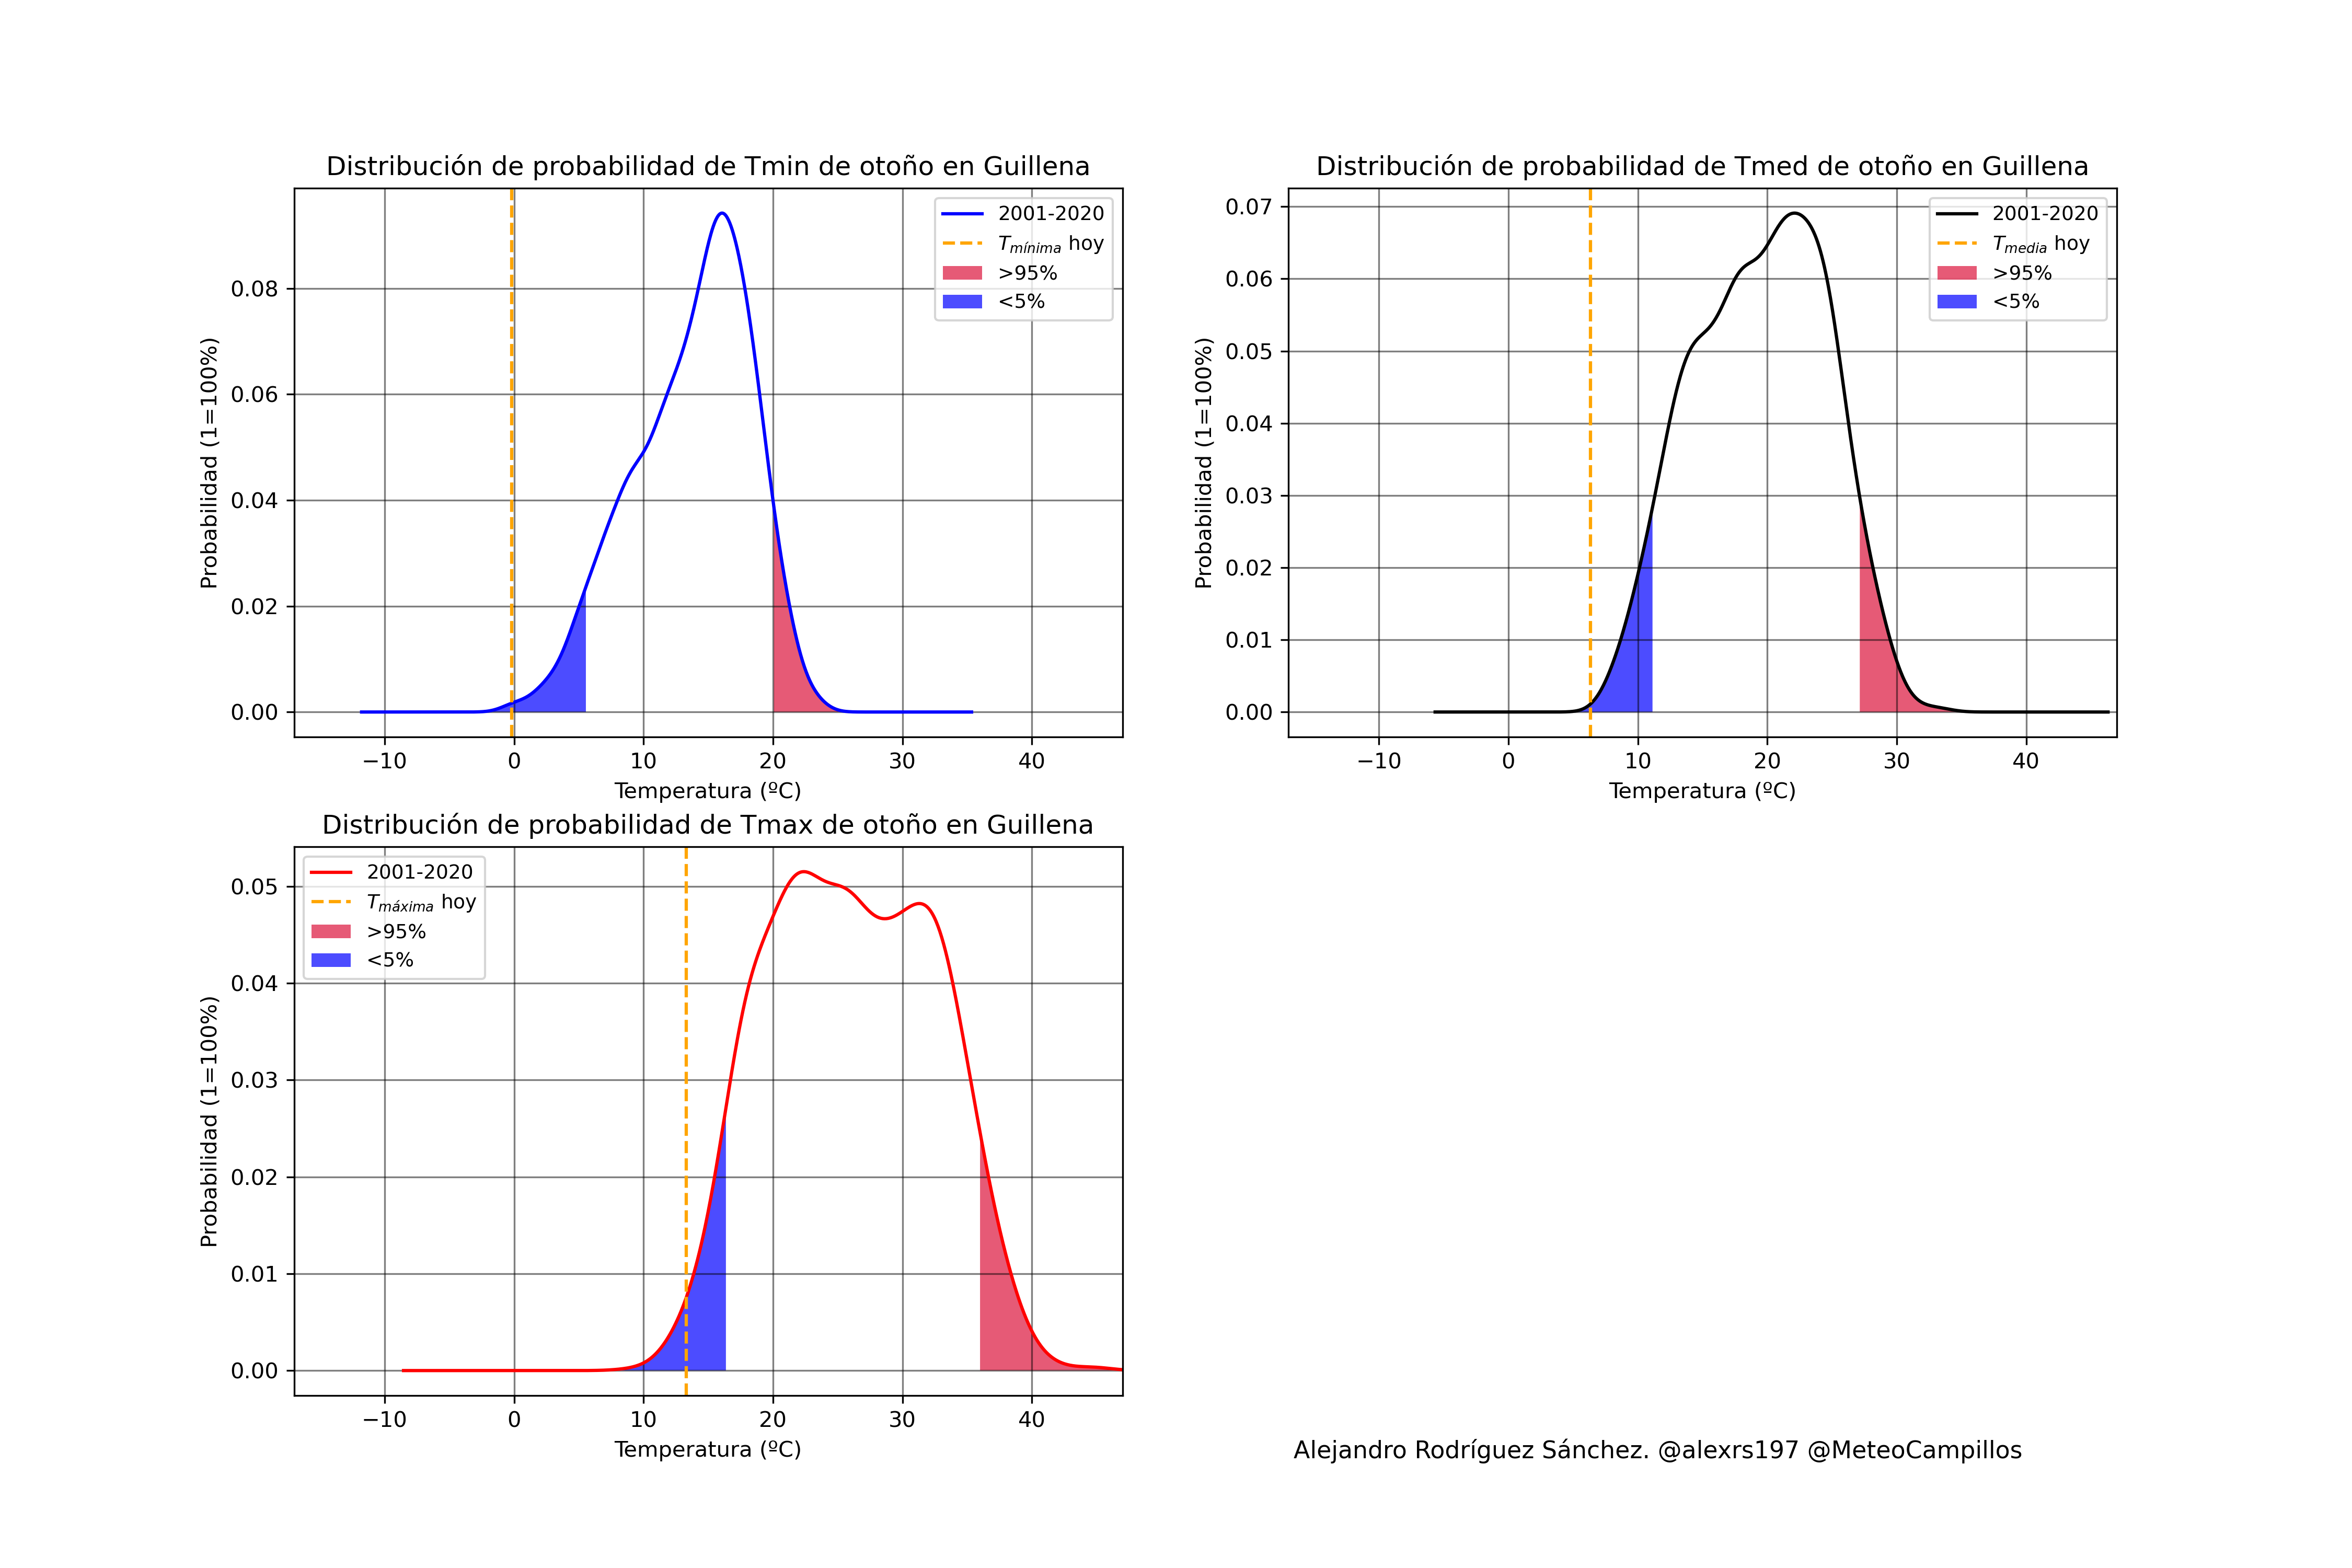 Distribución de probabilidad de Tmin de otoño en Guillena
Probabilidad (1=100%)
0.08
0.06
0.04
0.02
0.00
2001-2020
Tmínima hoy
>95%
<5%
−10 0 10 20 30 40
Temperatura (ºC)
Distribución de probabilidad de Tmed de otoño en Guillena
Probabilidad (1=100%)
0.07
0.06
0.05
0.04
0.03
0.02
0.01
0.00
2001-2020
Tmedia hoy
>95%
<5%
−10 0 10 20 30 40
Temperatura (ºC)
Distribución de probabilidad de Tmax de otoño en Guillena
Probabilidad (1=100%)
0.05
0.04
0.03
0.02
0.01
0.00
2001-2020
Tmáxima hoy
>95%
<5%
−10 0 10 20 30 40
Temperatura (ºC)
Alejandro Rodríguez Sánchez. @alexrs197 @MeteoCampillos